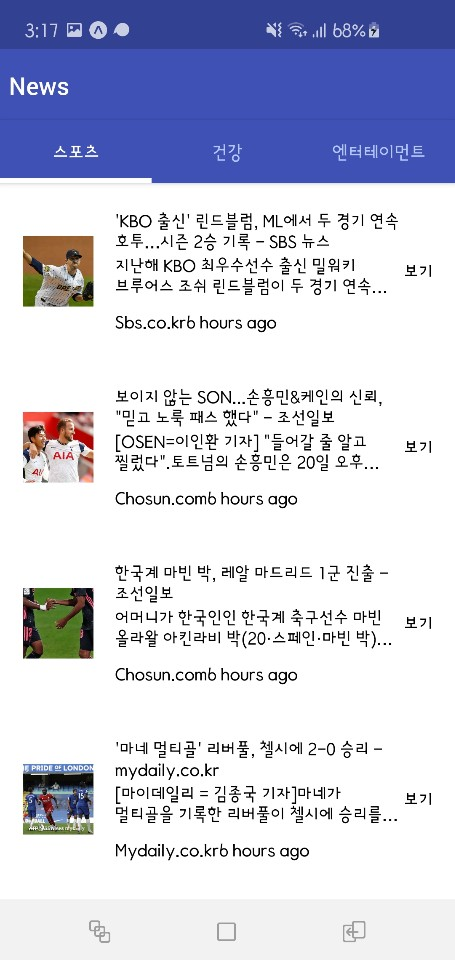 3:17
68%
News
스포츠
건강
엔터테이먼트
'KBO 출신' 린드블럼, ML에서 두 경기 연속
호투...시즌 2승 기록 - SBS 뉴스
지난해 KBO 최우수선수 출신 밀워키
브루어스 조쉬 린드블럼이 두 경기 연속...
보기
Sbs.co.kr6 hours ago
보이지 않는 SON...손흥민&케인의 신뢰,
"믿고 노룩 패스 했다" - 조선일보
[OSEN=이인환 기자] "들어갈 줄 알고
찔렀다".토트넘의 손흥민은 20일 오후...
보기
AIA
Chosun.com6 hours ago
한국계 마빈 박, 레알 마드리드 1군 진출 -
조선일보
어머니가 한국인인 한국계 축구선수 마빈
올라왈 아킨라비 박(20·스페인·마빈 박)...
보기
Chosun.com6 hours ago
'마네 멀티골' 리버풀, 첼시에 2-0 승리 -
mydaily.co.kr
[마이데일리 = 김종국 기자]마네가
멀티골을 기록한 리버풀이 첼시에 승리를...
보기
THE PRIDE OF LONDON
Mydaily.co.kr6 hours ago